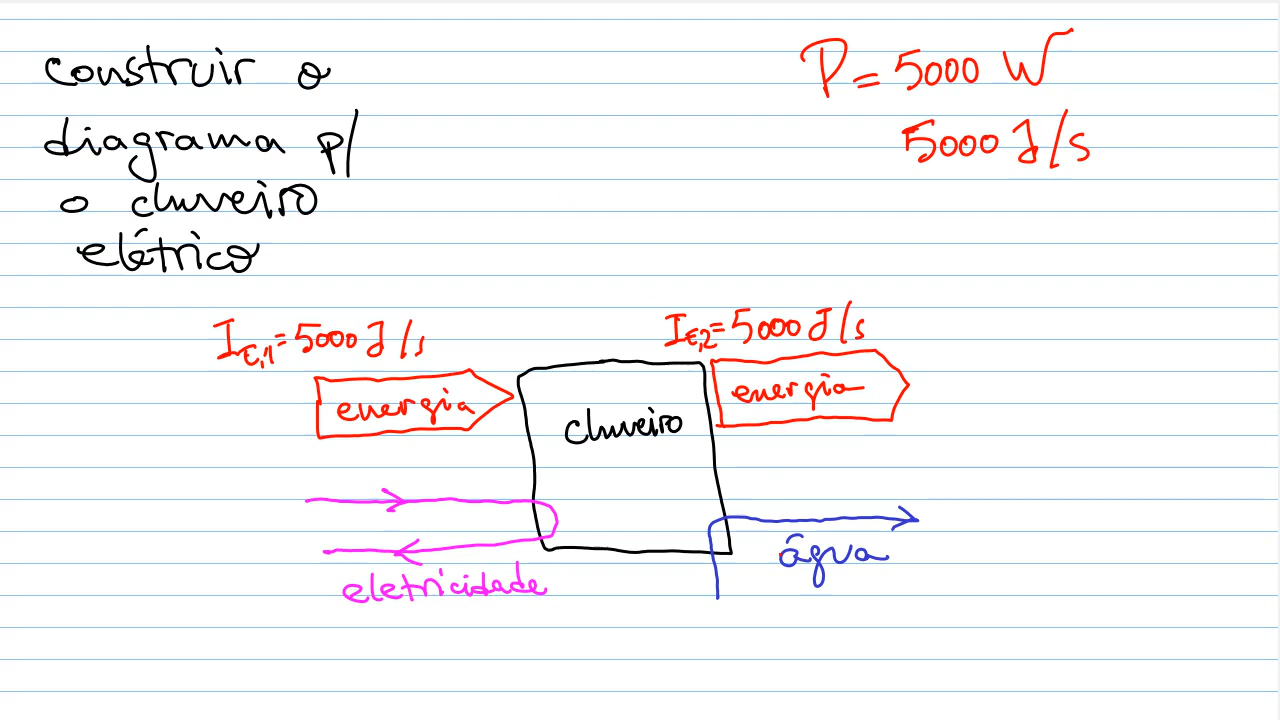 construir o
diagrama p/
o chuveiro
elétrico
P = 5000 W
5000 J/s
I_E,1 = 5000 J/s
I_E,2 = 5000 J/s
energia
energia
chuveiro
eletricidade
água